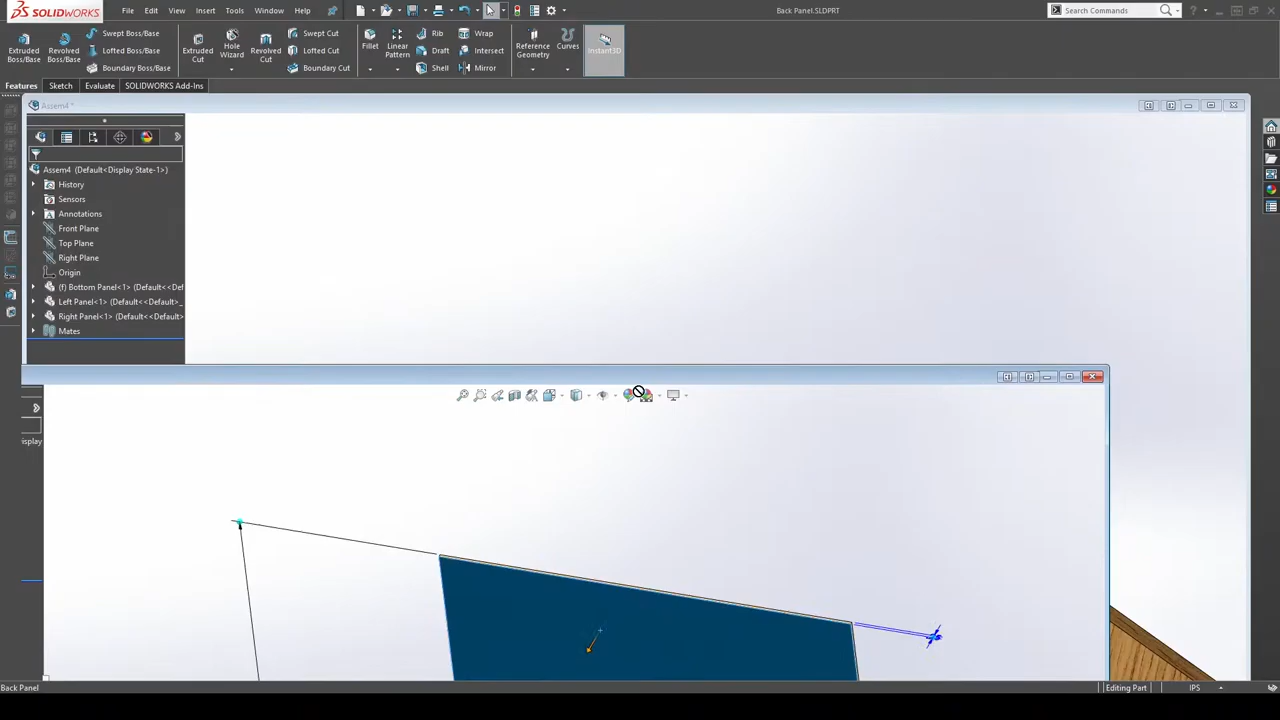 SOLIDWORKS File Edit View Insert Tools Window Help Back Panel.SLDPRT Search Commands
Extruded Boss/Base
Revolved Boss/Base
Swept Boss/Base
Lofted Boss/Base
Boundary Boss/Base
Extruded Cut
Hole Wizard
Revolved Cut
Swept Cut
Lofted Cut
Boundary Cut
Fillet
Linear Pattern
Rib
Draft
Shell
Wrap
Intersect
Mirror
Reference Geometry
Curves
Instant3D
Features Sketch Evaluate SOLIDWORKS Add-Ins
Assem4 *
Assem4 (Default<Display State-1>)
History
Sensors
Annotations
Front Plane
Top Plane
Right Plane
Origin
(f) Bottom Panel<1> (Default<<Def
Left Panel<1> (Default<<Default>_
Right Panel<1> (Default<<Default>
Mates
display
Back Panel Editing Part IPS